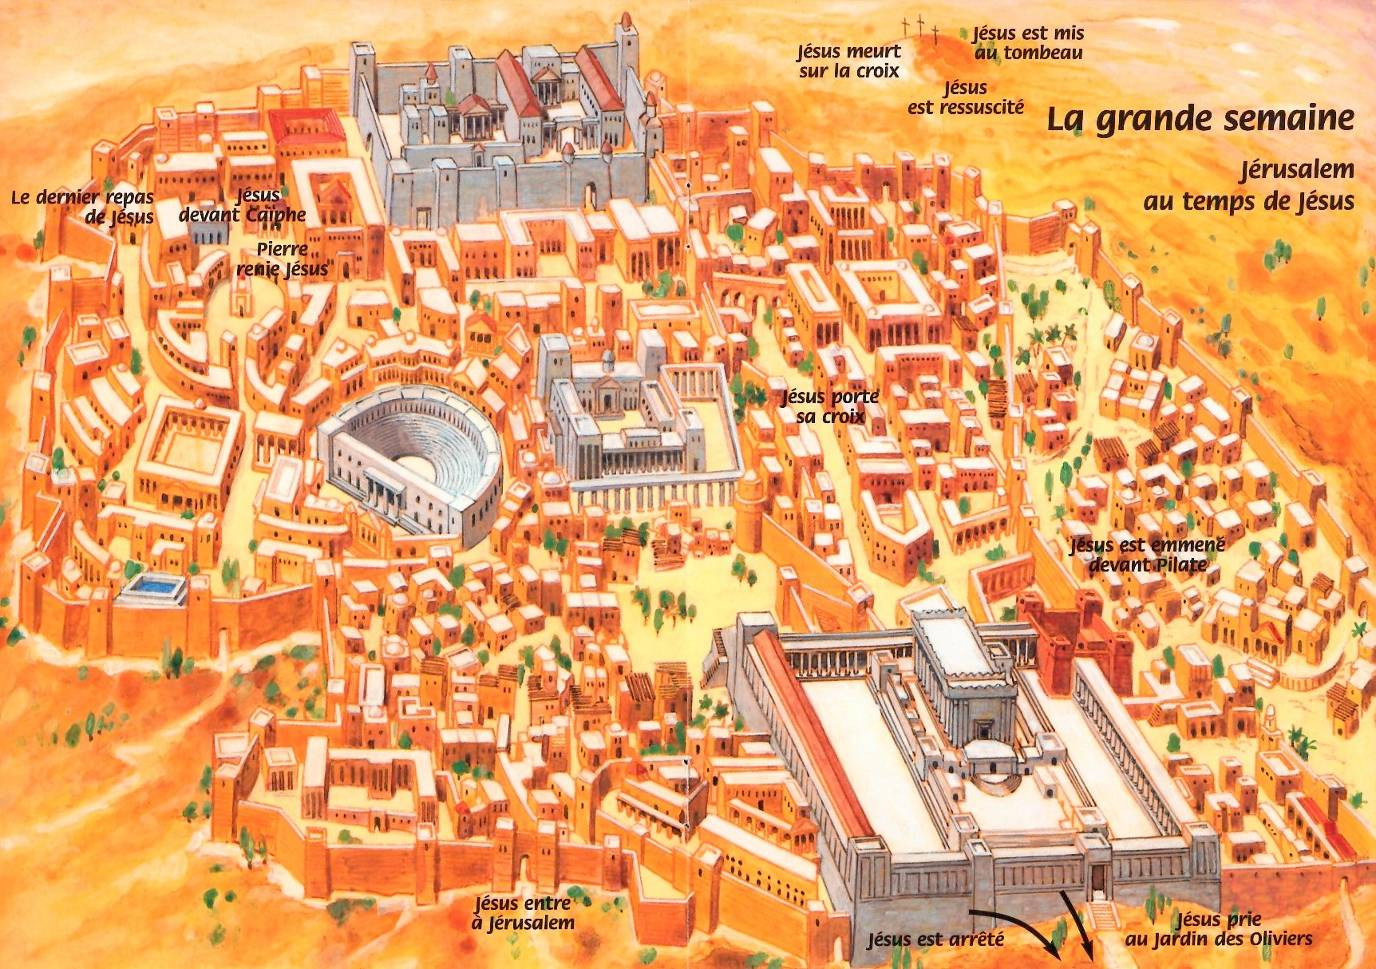 Jésus est mis
au tombeau
Jésus meurt
sur la croix
Jésus
est ressuscité
La grande semaine
Jérusalem
au temps de Jésus
Le dernier repas
de Jésus
Jésus
devant Caïphe
Pierre
renie Jésus
Jésus porte
sa croix
Jésus est emmené
devant Pilate
Jésus entre
à Jérusalem
Jésus est arrêté
Jésus prie
au Jardin des Oliviers